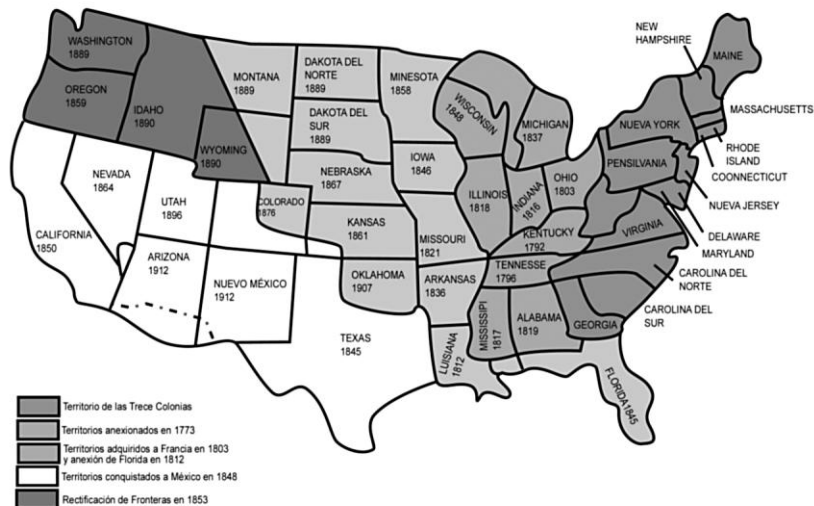 NEW
HAMPSHIRE
MAINE
WASHINGTON
1889
MONTANA
1889
DAKOTA DEL
NORTE
1889
MINESOTA
1858
OREGON
1859
IDAHO
1890
WISCONSIN
1848
MICHIGAN
1837
NUEVA YORK
MASSACHUSETTS
DAKOTA DEL
SUR
1889
WYOMING
1890
RHODE
ISLAND
IOWA
1846
PENSILVANIA
COONNECTICUT
NEVADA
1864
NEBRASKA
1867
ILLINOIS
1818
INDIANA
1816
OHIO
1803
NUEVA JERSEY
UTAH
1896
COLORADO
1876
KANSAS
1861
CALIFORNIA
1850
MISSOURI
1821
KENTUCKY
1792
VIRGINIA
DELAWARE
MARYLAND
ARIZONA
1912
NUEVO MÉXICO
1912
OKLAHOMA
1907
ARKANSAS
1836
TENNESSE
1796
CAROLINA DEL
NORTE
CAROLINA DEL
SUR
TEXAS
1845
LUISIANA
1812
MISSISSIPI
1817
ALABAMA
1819
GEORGIA
FLORIDA1845
Territorio de las Trece Colonias
Territorios anexionados en 1773
Territorios adquiridos a Francia en 1803
y anexión de Florida en 1812
Territorios conquistados a México en 1848
Rectificación de Fronteras en 1853